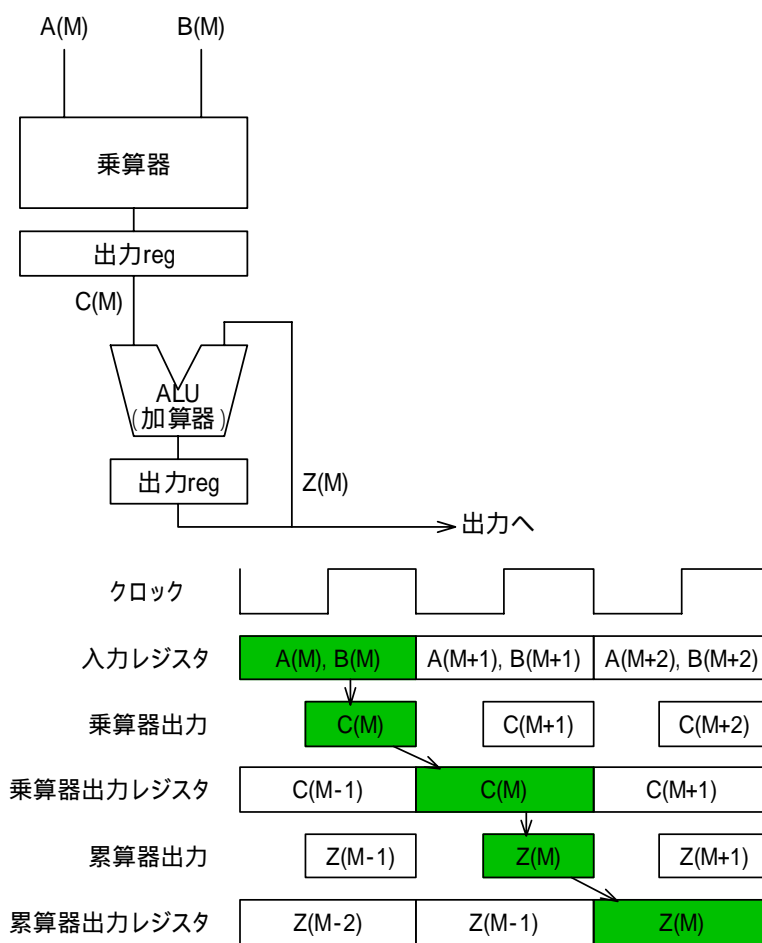 A(M) B(M)
乗算器
出力reg
C(M)
ALU
(加算器)
出力reg
Z(M)
出力へ
クロック
入力レジスタ A(M), B(M) A(M+1), B(M+1) A(M+2), B(M+2)
乗算器出力 C(M) C(M+1) C(M+2)
乗算器出力レジスタ C(M-1) C(M) C(M+1)
累算器出力 Z(M-1) Z(M) Z(M+1)
累算器出力レジスタ Z(M-2) Z(M-1) Z(M)